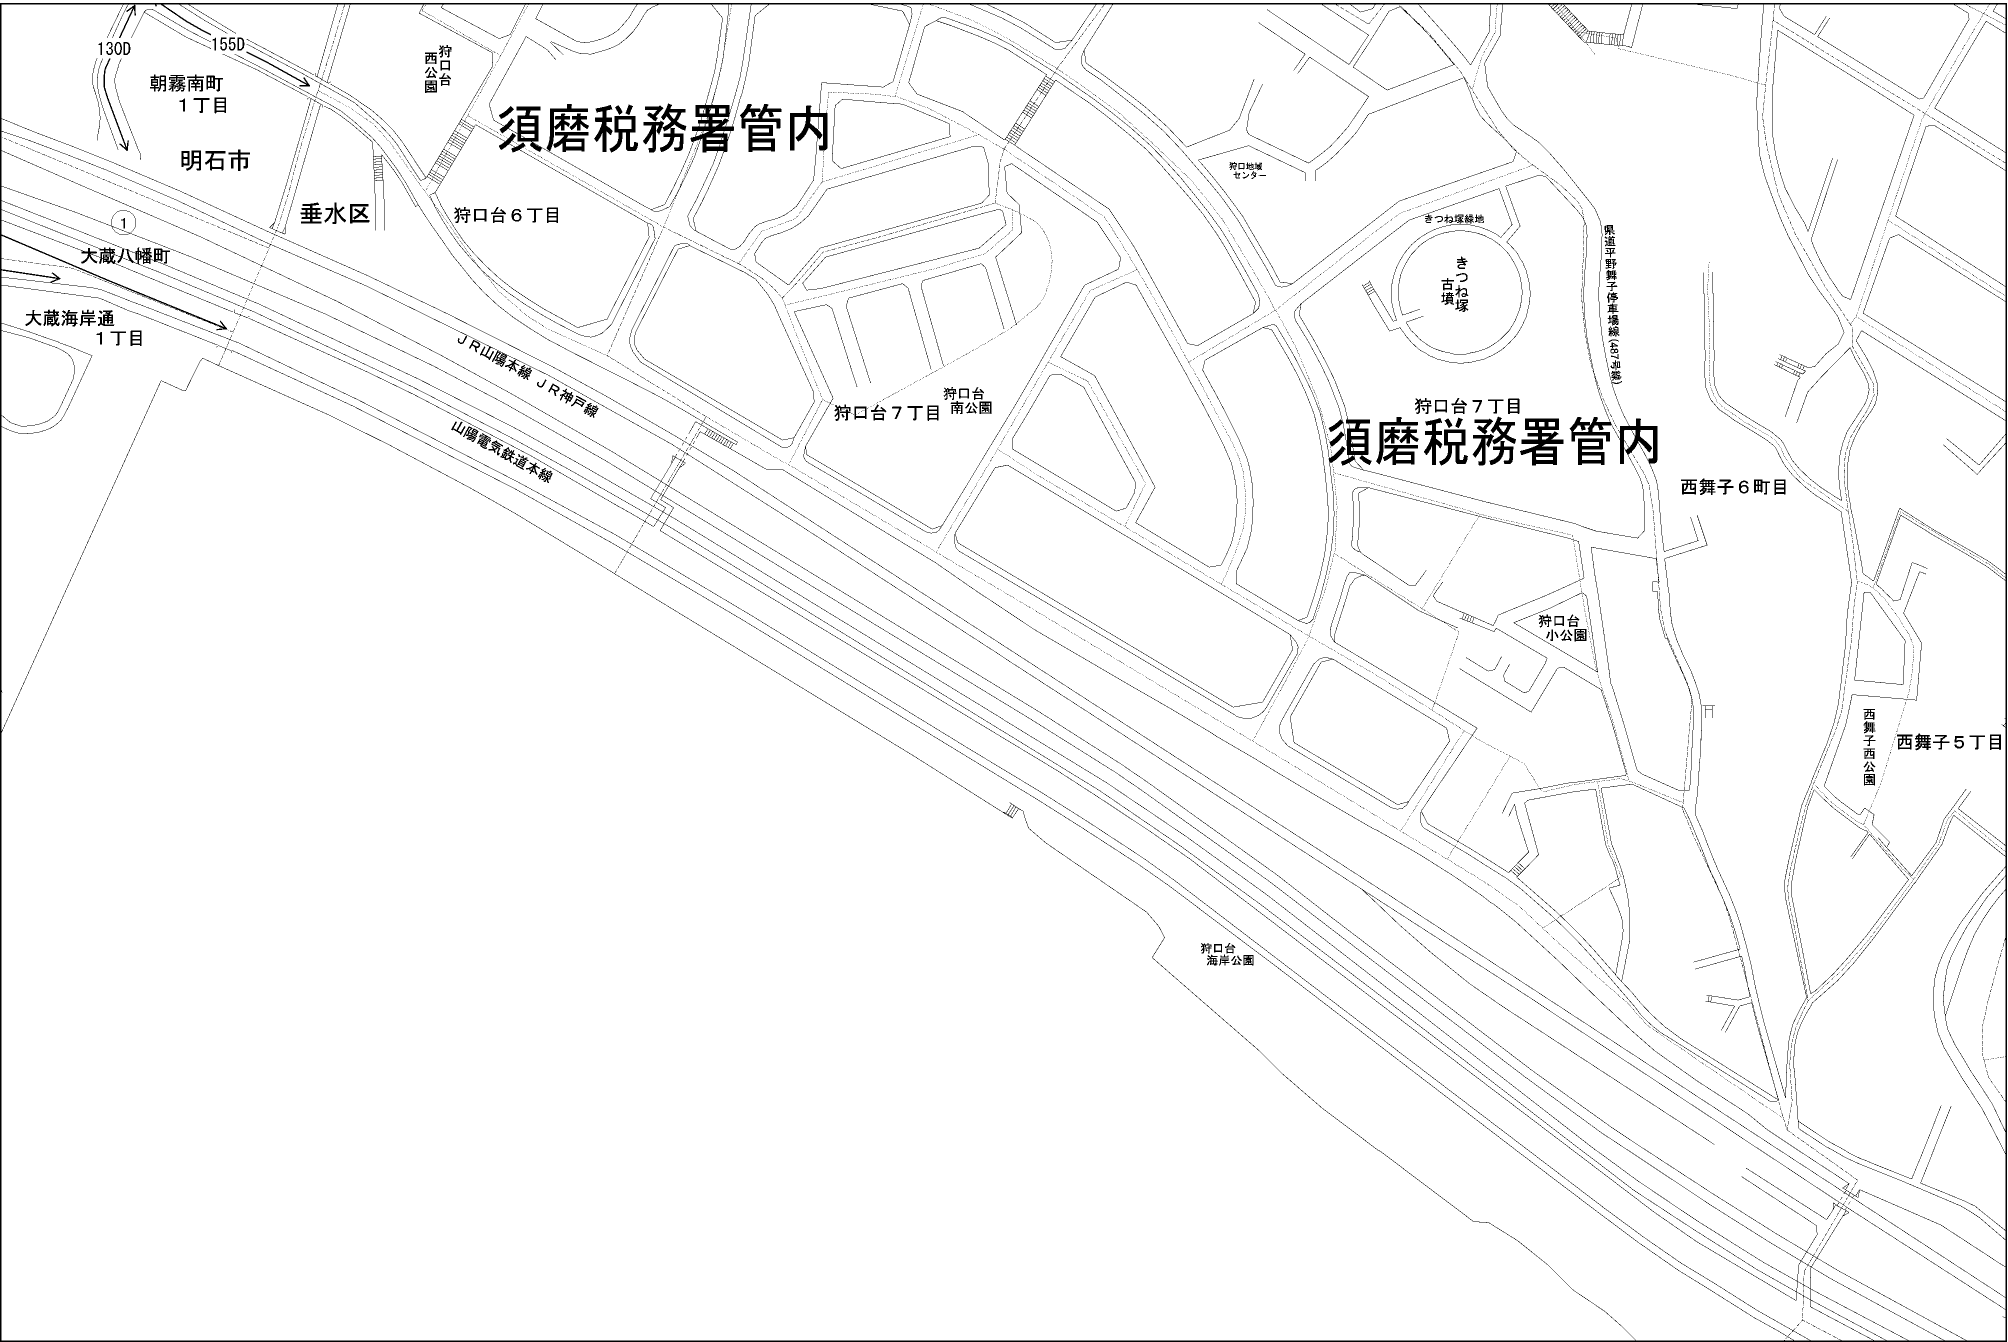 130D
155D
朝霧南町
1丁目
明石市
狩口台
西公園
須磨税務署管内
垂水区
狩口台6丁目
1
大蔵八幡町
大蔵海岸通
1丁目
JR山陽本線 JR神戸線
山陽電気鉄道本線
狩口台7丁目
狩口台
南公園
狩口地域
センター
きつね塚緑地
きつね塚
古墳
県道平野舞子停車場線(487号線)
狩口台7丁目
須磨税務署管内
西舞子6町目
狩口台
小公園
西舞子西公園
西舞子5丁目
狩口台
海岸公園